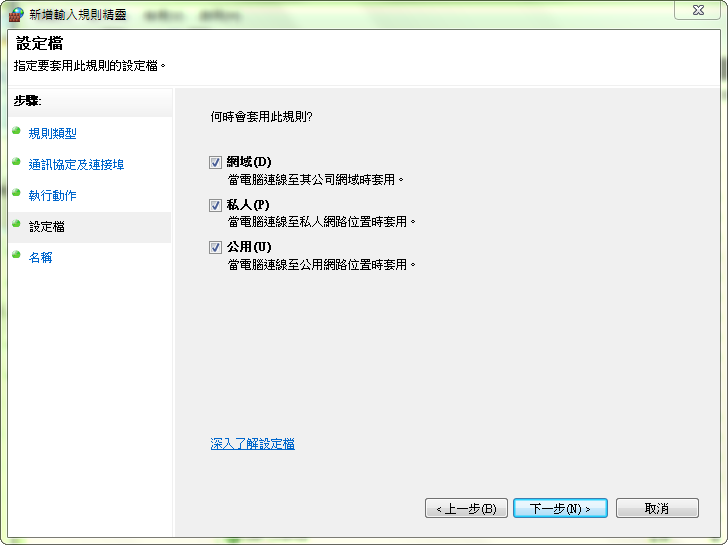 新增輸入規則精靈
設定檔
指定要套用此規則的設定檔。
步驟:
規則類型
通訊協定及連接埠
執行動作
設定檔
名稱
何時會套用此規則?
網域(D)
當電腦連線至其公司網域時套用。
私人(P)
當電腦連線至私人網路位置時套用。
公用(U)
當電腦連線至公用網路位置時套用。
深入了解設定檔
< 上一步(B)
下一步(N) >
取消